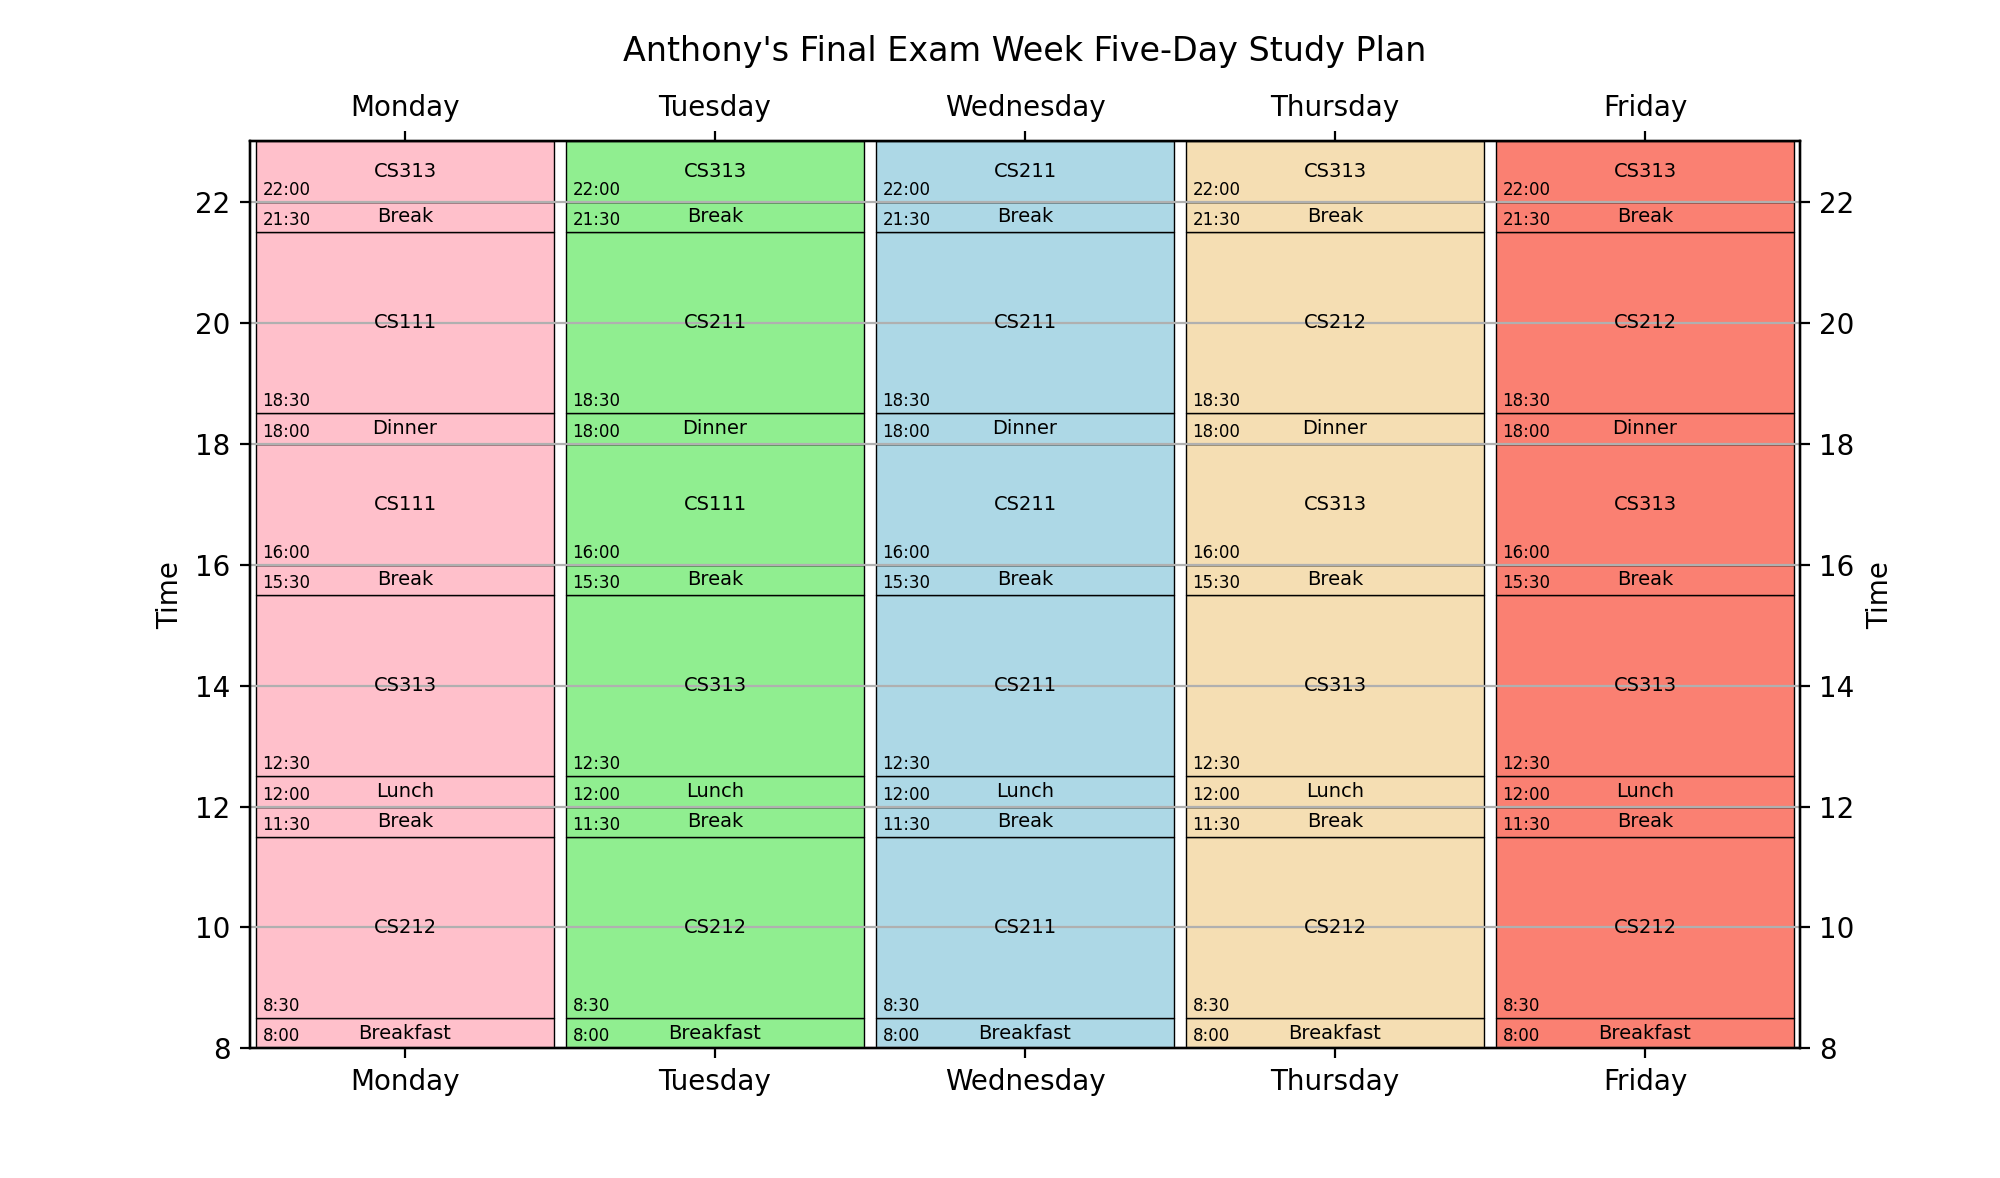 Anthony's Final Exam Week Five-Day Study Plan
Monday Tuesday Wednesday Thursday Friday
CS313 CS313 CS211 CS313 CS313
22:00 22:00 22:00 22:00 22:00
22 22
Break Break Break Break Break
21:30 21:30 21:30 21:30 21:30
20 CS111 CS211 CS211 CS212 CS212 20
18:30 18:30 18:30 18:30 18:30
Dinner Dinner Dinner Dinner Dinner
18:00 18:00 18:00 18:00 18:00
18 18
CS111 CS111 CS211 CS313 CS313
16:00 16:00 16:00 16:00 16:00
16 16
Break Break Break Break Break
15:30 15:30 15:30 15:30 15:30
Time Time
14 CS313 CS313 CS211 CS313 CS313 14
12:30 12:30 12:30 12:30 12:30
Lunch Lunch Lunch Lunch Lunch
12:00 12:00 12:00 12:00 12:00
12 12
Break Break Break Break Break
11:30 11:30 11:30 11:30 11:30
10 CS212 CS212 CS211 CS212 CS212 10
8:30 8:30 8:30 8:30 8:30
Breakfast Breakfast Breakfast Breakfast Breakfast
8:00 8:00 8:00 8:00 8:00
8 8
Monday Tuesday Wednesday Thursday Friday